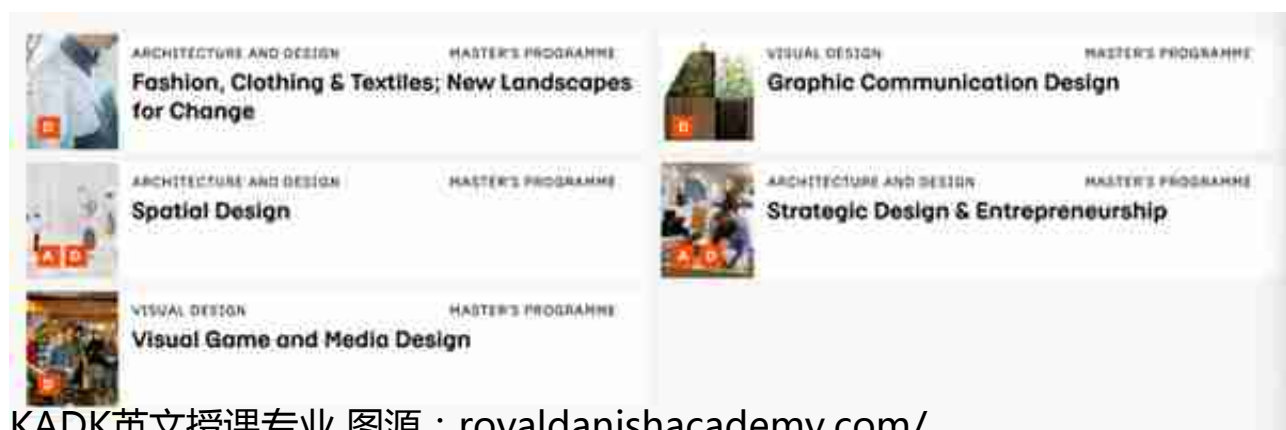 ARCHITECTURE AND DESIGN MASTER'S PROGRAMME
Fashion, Clothing & Textiles; New Landscapes
for Change
D
VISUAL DESIGN MASTER'S PROGRAMME
Graphic Communication Design
D
ARCHITECTURE AND DESIGN MASTER'S PROGRAMME
Spatial Design
A D
ARCHITECTURE AND DESIGN MASTER'S PROGRAMME
Strategic Design & Entrepreneurship
A D
VISUAL DESIGN MASTER'S PROGRAMME
Visual Game and Media Design
D
KADK英文授课专业 图源：royaldanishacademy.com/